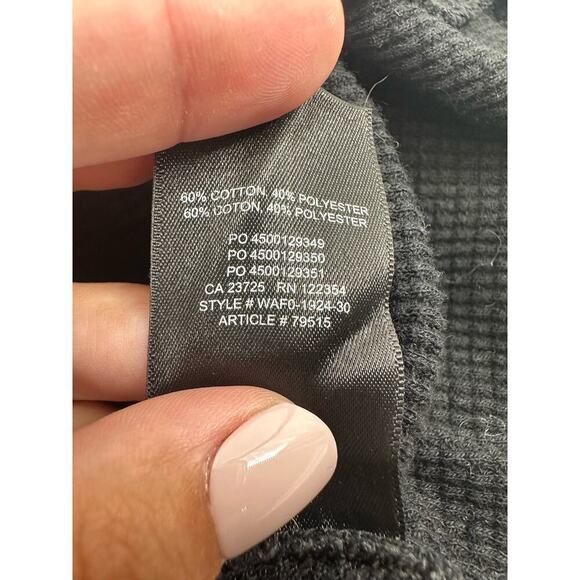 60% COTTON, 40% POLYESTER
60% COTON, 40% POLYESTER
PO 4500129349
PO 4500129350
PO 4500129351
CA 23725 RN 122354
STYLE # WAF0-1924-30
ARTICLE # 79515